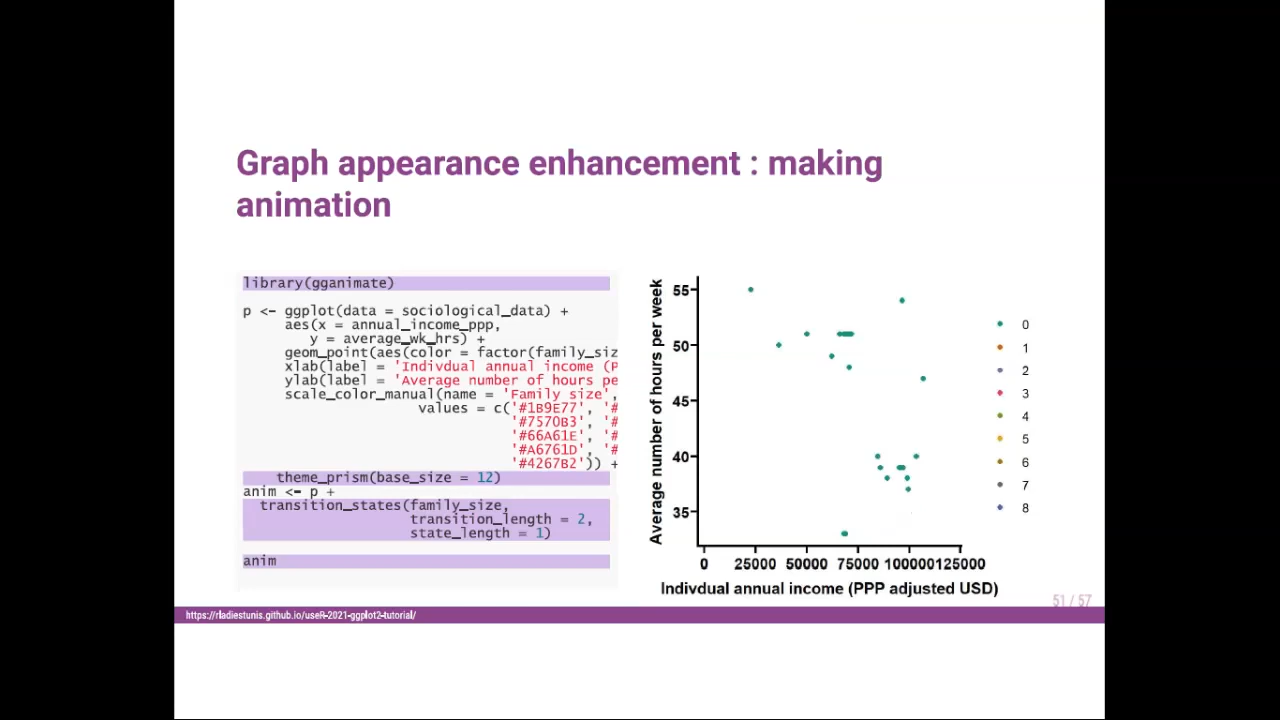 Graph appearance enhancement : making
animation
library(gganimate)
p <- ggplot(data = sociological_data) +
aes(x = annual_income_ppp,
y = average_wk_hrs) +
geom_point(aes(color = factor(family_siz
xlab(label = 'Indivdual annual income (P
ylab(label = 'Average number of hours pe
scale_color_manual(name = 'Family size',
values = c('#1B9E77', '#
'#7570B3', '#
'#66A61E', '#
'#A6761D', '#
'#4267B2')) +
theme_prism(base_size = 12)
anim <- p +
transition_states(family_size,
transition_length = 2,
state_length = 1)
anim
Average number of hours per week
55
50
45
40
35
0 25000 50000 75000 100000 125000
Indivdual annual income (PPP adjusted USD)
0
1
2
3
4
5
6
7
8
51 / 57
https://rladiestunis.github.io/useR-2021-ggplot2-tutorial/